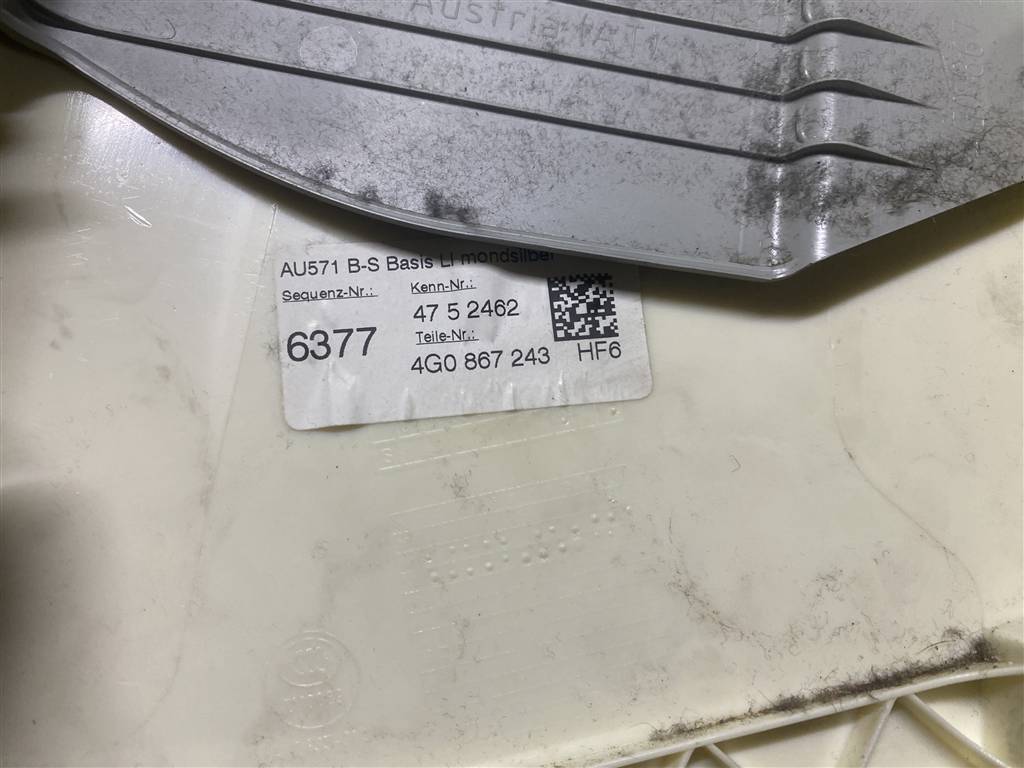 Austria (AT)
AU571 B-S Basis LI mondsilber
Sequenz-Nr.:
Kenn-Nr.:
47 5 2462
6377
Teile-Nr.:
4G0 867 243 HF6